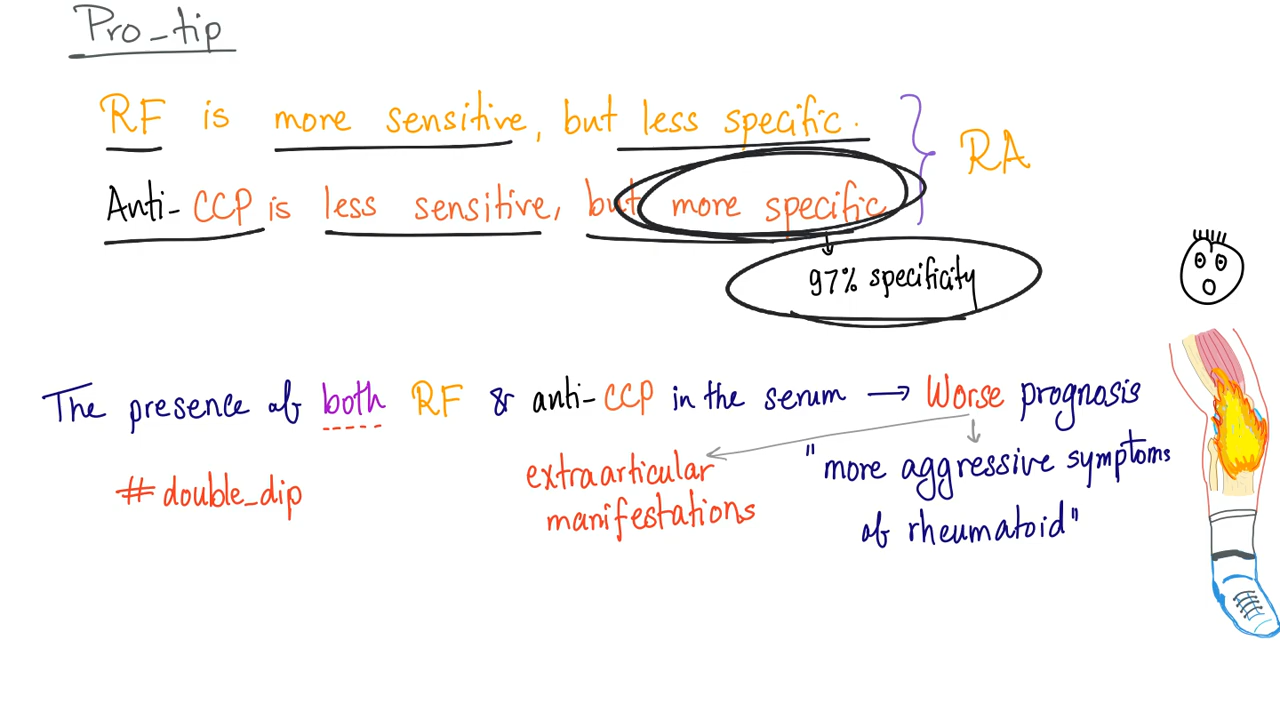 Pro_tip
RF is more sensitive, but less specific.
Anti-CCP is less sensitive, but more specific
RA
97% specificity
The presence of both RF & anti-CCP in the serum → Worse prognosis
#double_dip
extraarticular
manifestations
"more aggressive symptoms
of rheumatoid"